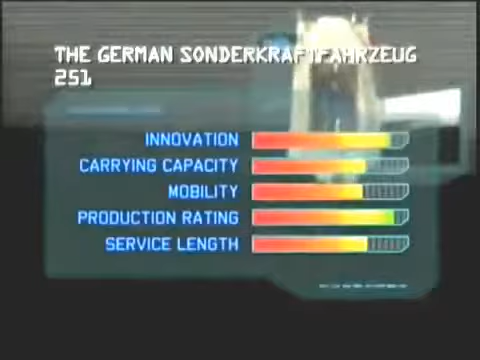 THE GERMAN SONDERKRAFTFAHRZEUG
251
INNOVATION
CARRYING CAPACITY
MOBILITY
PRODUCTION RATING
SERVICE LENGTH